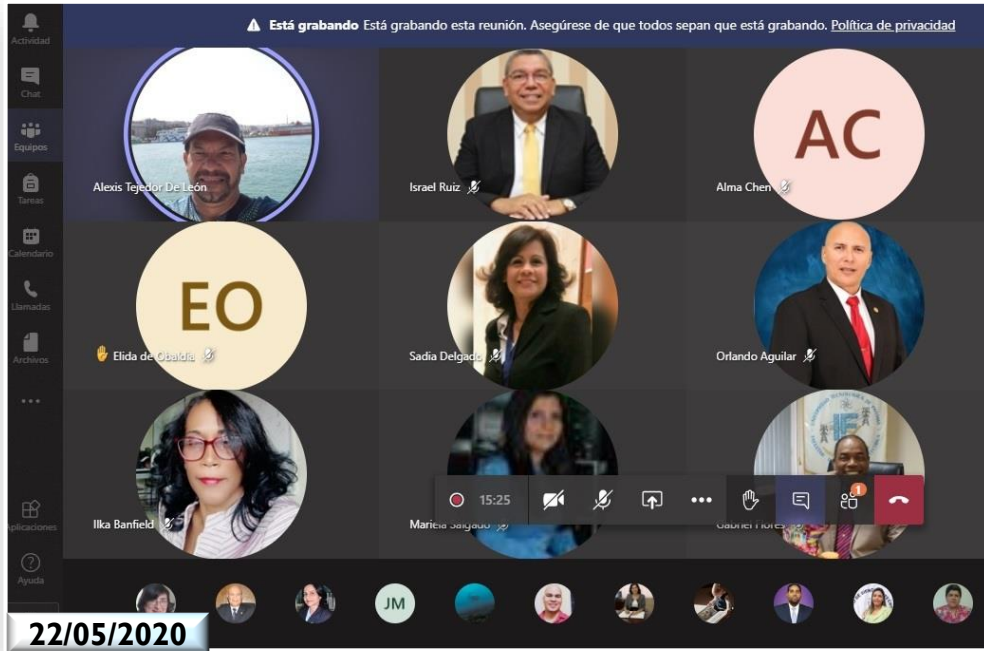 Está grabando Está grabando esta reunión. Asegúrese de que todos sepan que está grabando. Política de privacidad
Actividad
Chat
Equipos
Tareas
Calendario
Llamadas
Archivos
Aplicaciones
Ayuda
Alexis Tejedor De León
Israel Ruiz
AC
Alma Chen
EO
Elida de Obaldía
Sadia Delgado
Orlando Aguilar
Ilka Banfield
Mariela Salgado
Gabriel Flores
15:25
1
JM
22/05/2020